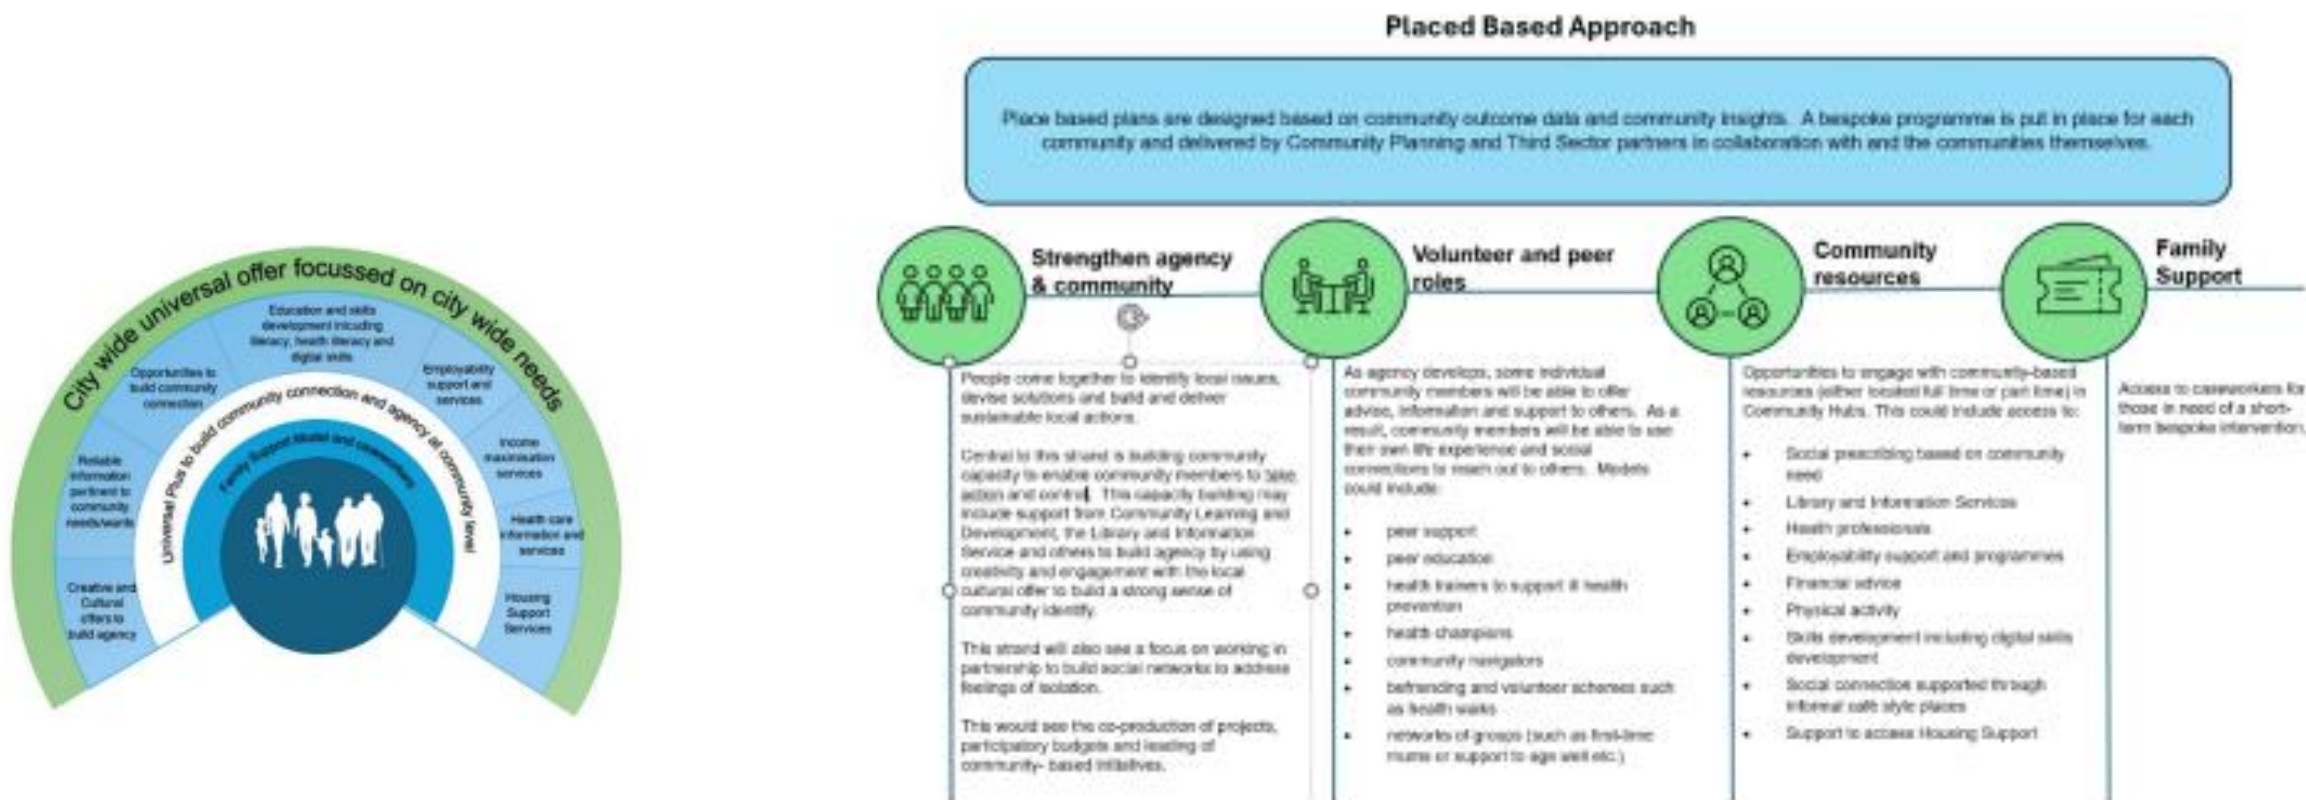 City wide universal offer focussed on city wide needs
Creative and
Cultural
offers to
build agency
Reliable
information
pertinent to
community
needs/wants
Opportunities to
build community
connection
Education and skills
development inlcuding
literacy, health literacy and
digital skills
Employability
support and
services
Income
maximisation
services
Health care
information and
services
Housing
Support
Services
Universal Plus to build community connection and agency at community level
Family Support Model and casworkers
Placed Based Approach
Place based plans are designed based on community outcome data and community insights. A bespoke programme is put in place for each
community and delivered by Community Planning and Third Sector partners in collaboration with and the communities themselves.
Strengthen agency
& community
People come together to identify local issues,
devise solutions and build and deliver
sustainable local actions.
Central to this strand is building community
capacity to enable community members to take
action and control. This capacity building may
include support from Community Learning and
Development, the Library and Information
Service and others to build agency by using
creativity and engagement with the local
cultural offer to build a strong sense of
community identify.
This strand will also see a focus on working in
partnership to build social networks to address
feelings of isolation.
This would see the co-production of projects,
participatory budgets and leading of
community- based initiatives.
Volunteer and peer
roles
As agency develops, some individual
community members will be able to offer
advise, information and support to others. As a
result, community members will be able to use
their own life experience and social
connections to reach out to others. Models
could include:
• peer support
• peer education
• health trainers to support ill health
prevention
• health champions
• community navigators
• befriending and volunteer schemes such
as health walks
• networks of groups (such as first-time
mums or support to age well etc.)
Community
resources
Opportunities to engage with community-based
resources (either located full time or part time) in
Community Hubs. This could include access to:
• Social prescribing based on community
need
• Library and Information Services
• Health professionals
• Employability support and programmes
• Financial advice
• Physical activity
• Skills development including digital skills
development
• Social connection supported through
informal café style places
• Support to access Housing Support
Family
Support
Access to caseworkers for
those in need of a short-
term bespoke intervention.